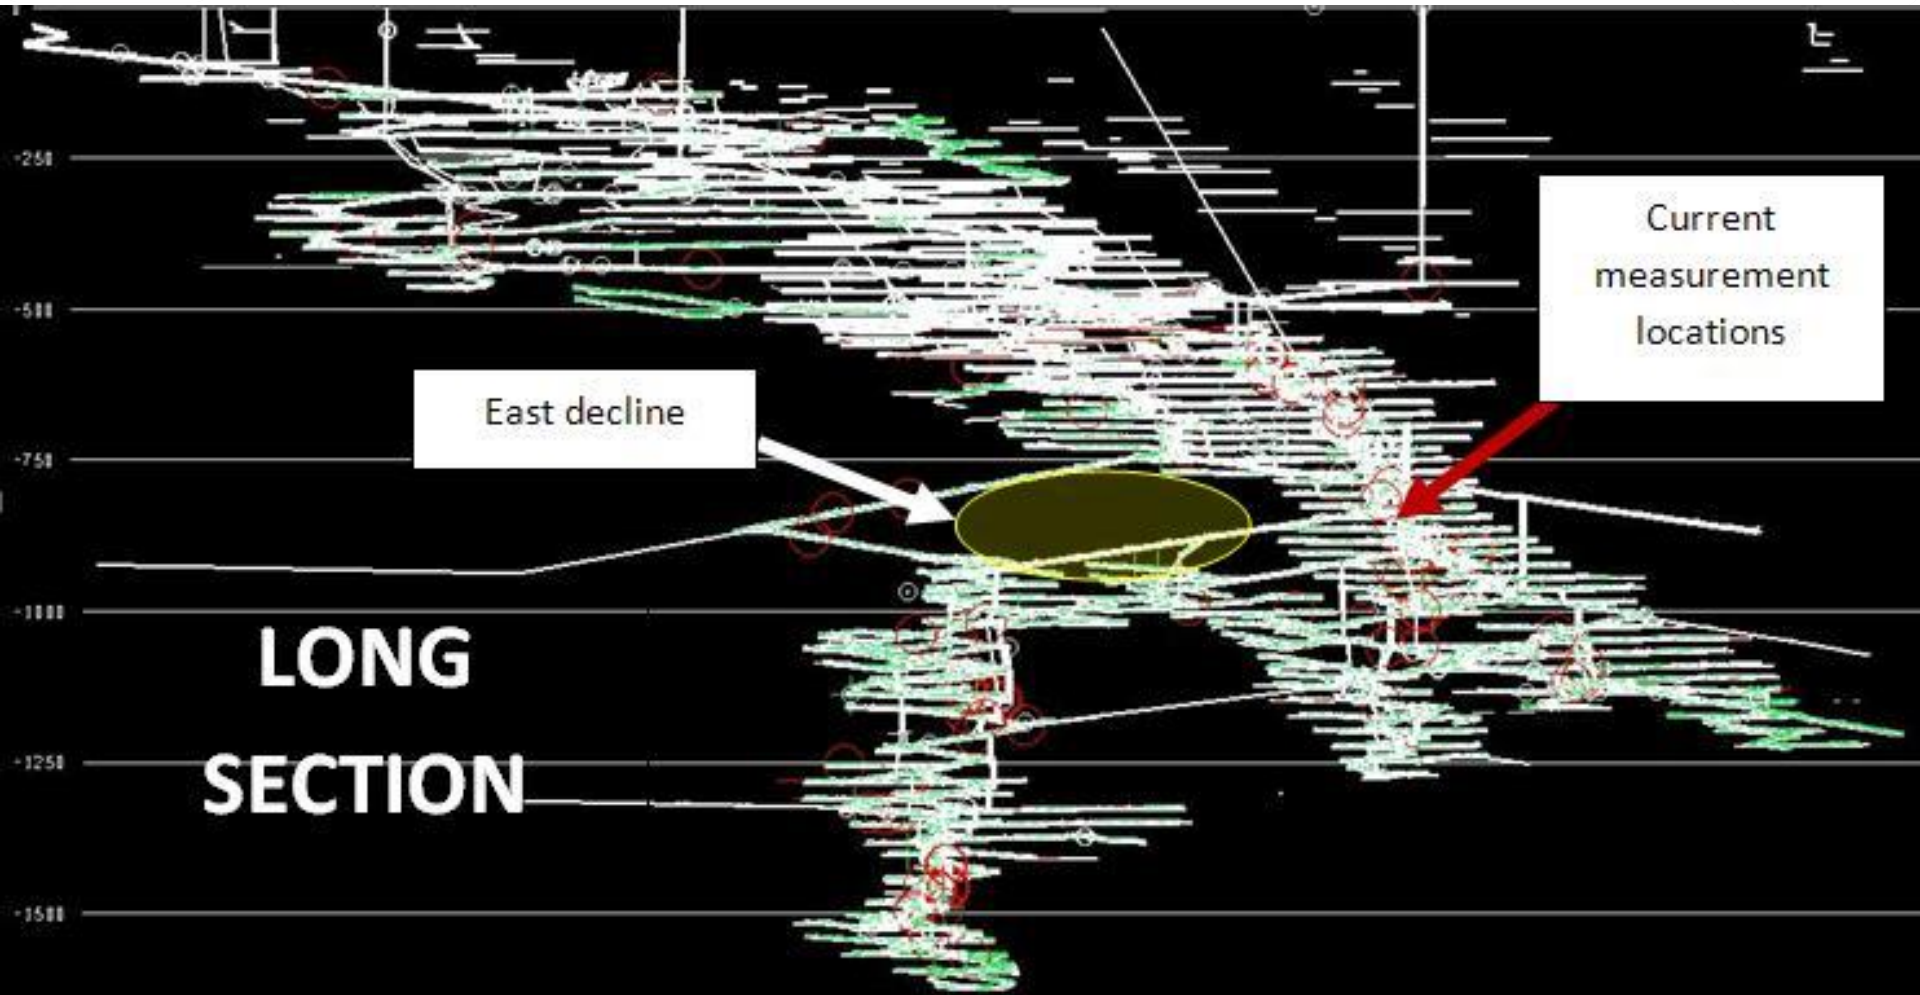 -250
Current
measurement
locations
-500
East decline
-750
-1000
LONG
SECTION
-1250
-1500